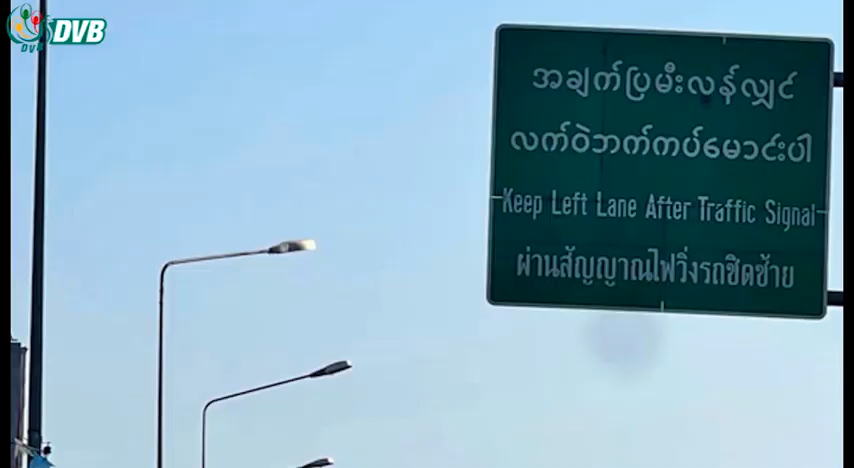 DVB
DVB
အချက်ပြမီးလန်လျှင်
လက်ဝဲဘက်ကပ်မောင်းပါ
Keep Left Lane After Traffic Signal
ผ่านสัญญาณไฟวิ่งรถชิดซ้าย